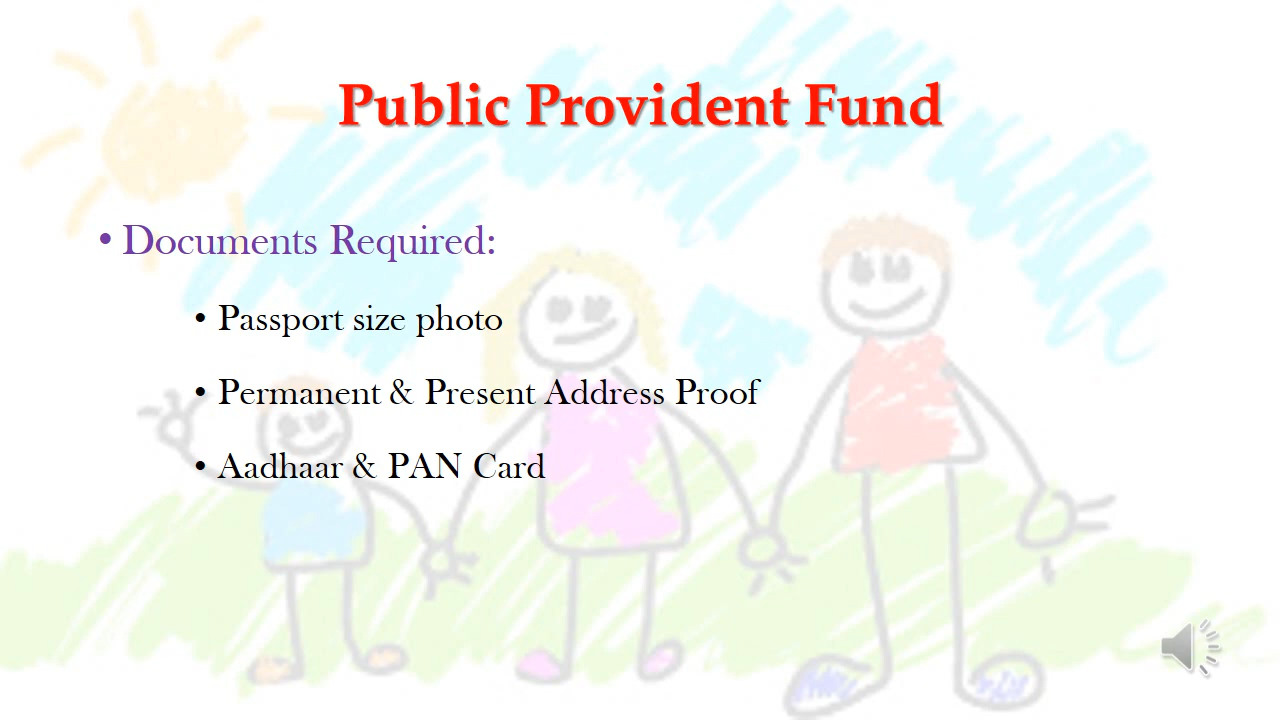 Public Provident Fund
• Documents Required:
• Passport size photo
• Permanent & Present Address Proof
• Aadhaar & PAN Card